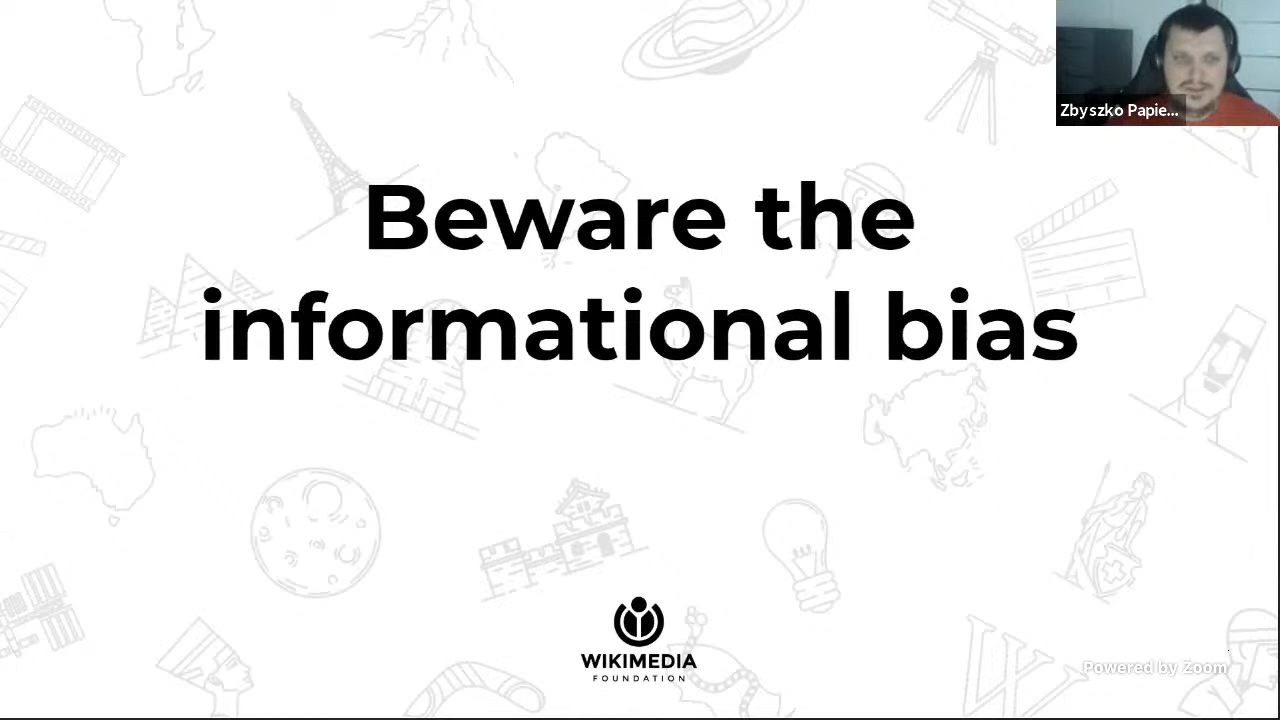 Zbyszko Papie...
Beware the
informational bias
WIKIMEDIA
FOUNDATION
Powered by Zoom